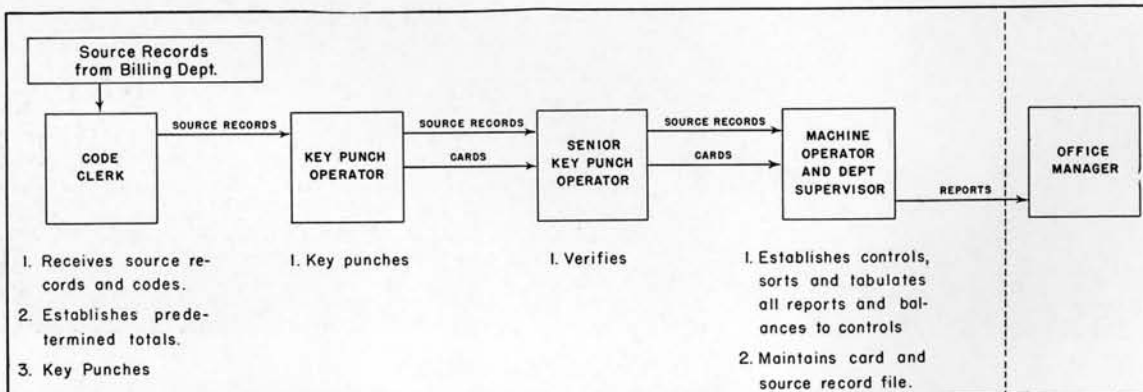 Source Records
from Billing Dept.
CODE
CLERK
SOURCE RECORDS
KEY PUNCH
OPERATOR
SOURCE RECORDS
CARDS
SENIOR
KEY PUNCH
OPERATOR
SOURCE RECORDS
CARDS
MACHINE
OPERATOR
AND DEPT
SUPERVISOR
REPORTS
OFFICE
MANAGER
1. Receives source re-
cords and codes.
2. Establishes prede-
termined totals.
3. Key Punches
1. Key punches
1. Verifies
1. Establishes controls,
sorts and tabulates
all reports and bal-
ances to controls
2. Maintains card and
source record file.